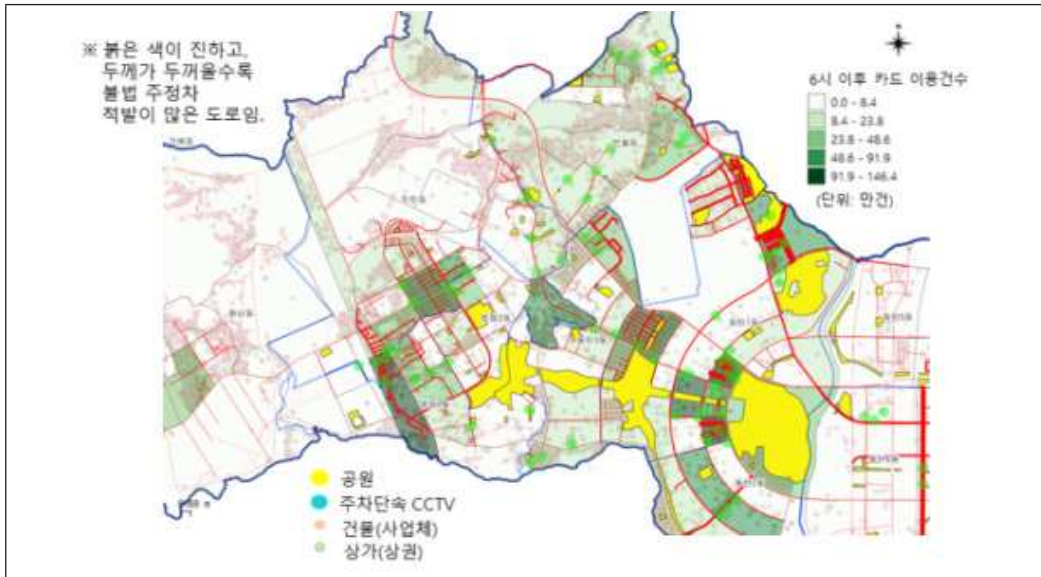 ※ 붉은 색이 진하고,
두께가 두꺼울수록
불법 주정차
적발이 많은 도로임.
6시 이후 카드 이용건수
0.0 - 8.4
8.4 - 23.8
23.8 - 48.6
48.6 - 91.9
91.9 - 146.4
(단위: 만건)
공원
주차단속 CCTV
건물(사업체)
상가(상권)